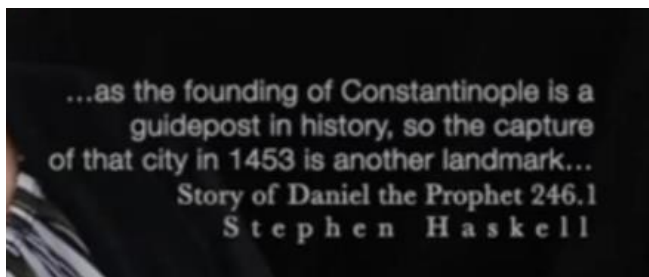 ...as the founding of Constantinople is a
guidepost in history, so the capture
of that city in 1453 is another landmark...
Story of Daniel the Prophet 246.1
Stephen Haskell